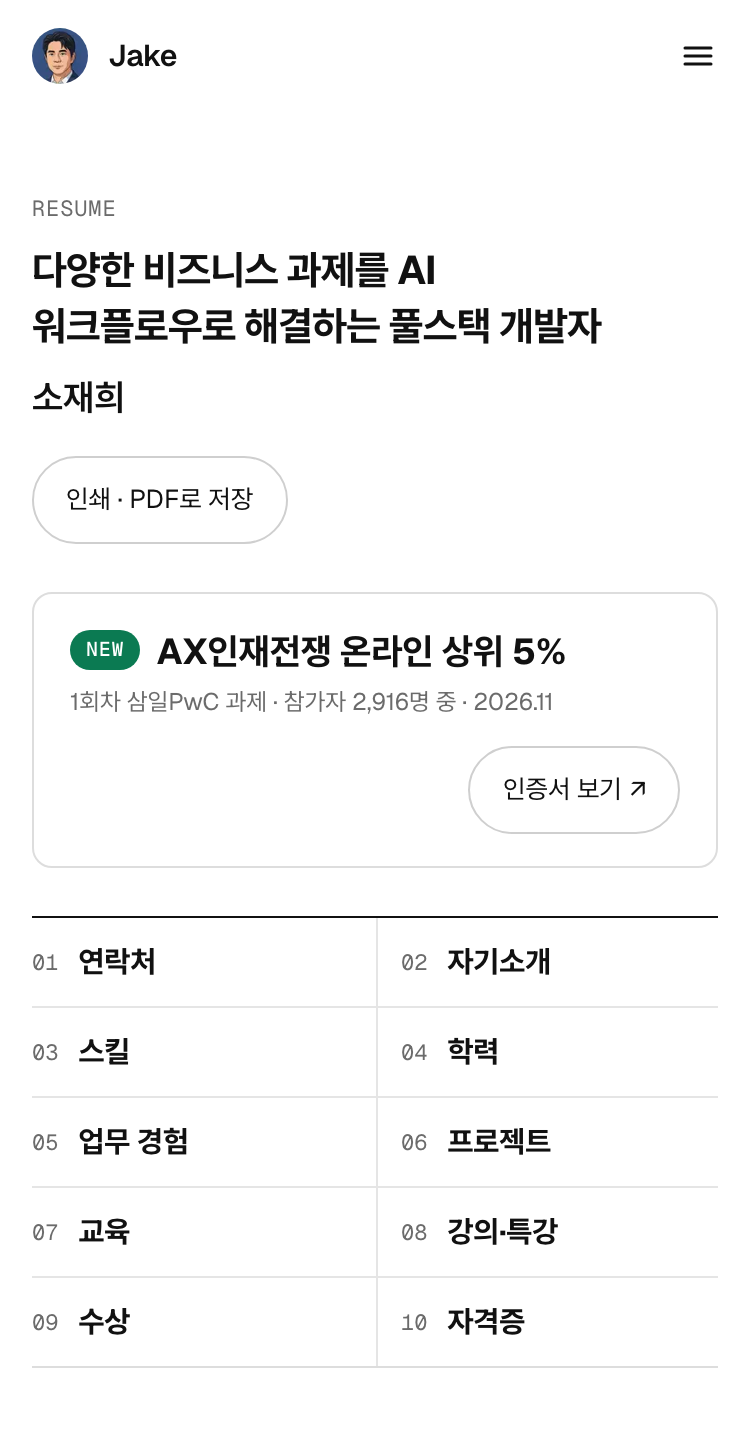 Jake
RESUME
다양한 비즈니스 과제를 AI
워크플로우로 해결하는 풀스택 개발자
소재희
인쇄 · PDF로 저장
NEW AX인재전쟁 온라인 상위 5%
1회차 삼일PwC 과제 · 참가자 2,916명 중 · 2026.11
인증서 보기 ↗
01 연락처
02 자기소개
03 스킬
04 학력
05 업무 경험
06 프로젝트
07 교육
08 강의·특강
09 수상
10 자격증